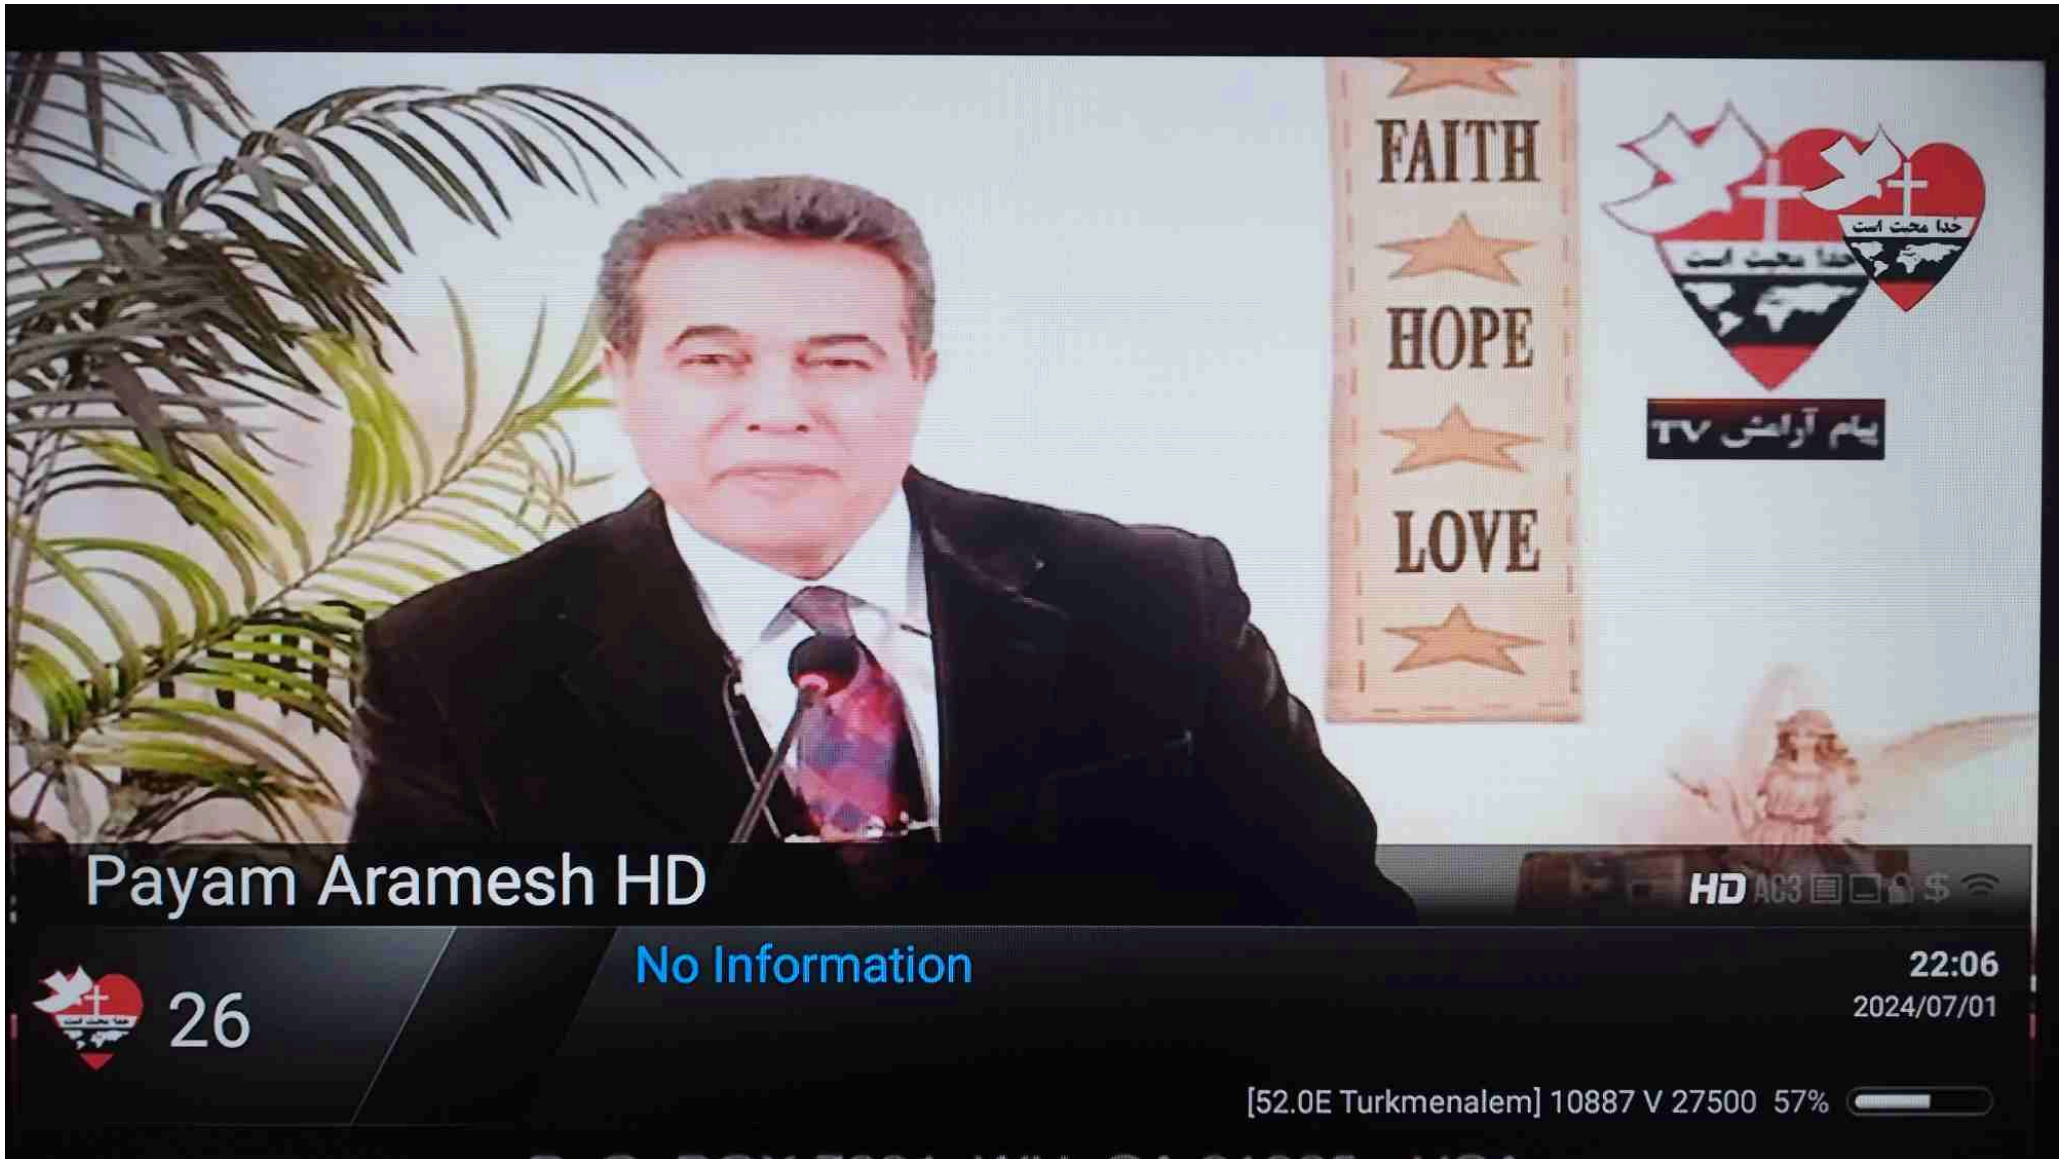 FAITH
HOPE
LOVE
خدا محبت است
خدا محبت است
پیام آرامش TV
Payam Aramesh HD
HD AC3 $
No Information
26
22:06
2024/07/01
[52.0E Turkmenalem] 10887 V 27500 57%